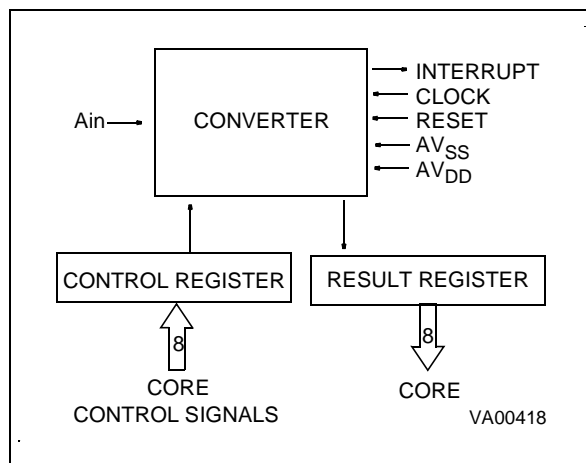 INTERRUPT
CLOCK
RESET
AVSS
AVDD
Ain
CONVERTER
CONTROL REGISTER
RESULT REGISTER
8
8
CORE
CONTROL SIGNALS
CORE
VA00418